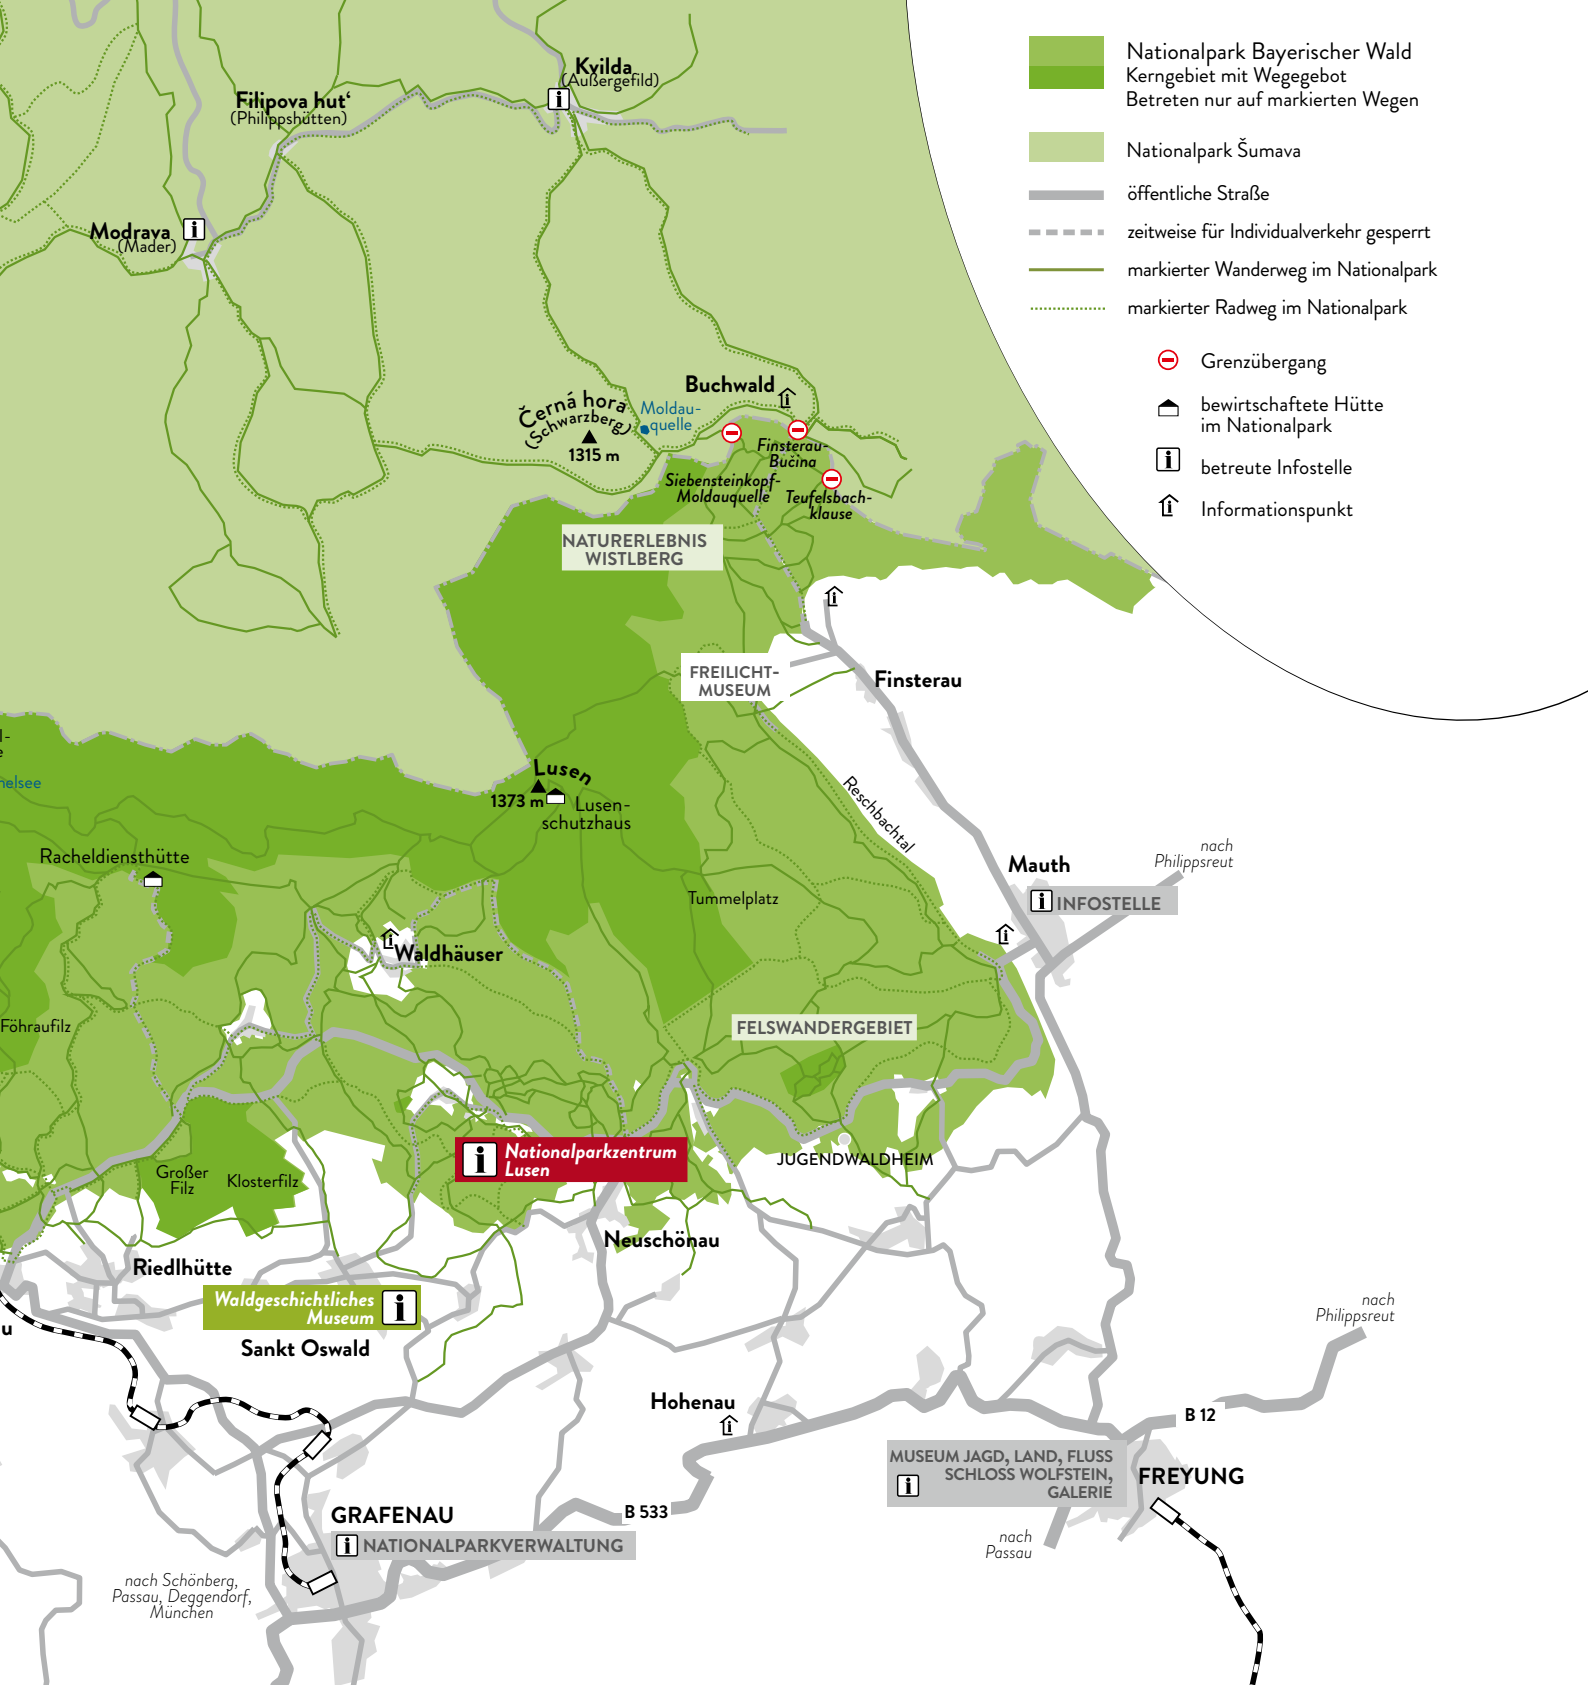 Nationalpark Bayerischer Wald
Kerngebiet mit Wegegebot
Betreten nur auf markierten Wegen
Nationalpark Šumava
öffentliche Straße
zeitweise für Individualverkehr gesperrt
markierter Wanderweg im Nationalpark
markierter Radweg im Nationalpark
Grenzübergang
bewirtschaftete Hütte
im Nationalpark
betreute Infostelle
Informationspunkt
Kvilda
(Außergefild)
Filipova hut‘
(Philippshütten)
Modrava
(Mader)
Buchwald
Černá hora
(Schwarzberg)
1315 m
Moldau-
quelle
Finsterau-
Bučina
Siebensteinkopf-
Moldauquelle
Teufelsbach-
klause
NATURERLEBNIS
WISTLBERG
FREILICHT-
MUSEUM
Finsterau
Lusen
1373 m
Lusen-
schutzhaus
Reschbachtal
Racheldiensthütte
Mauth
INFOSTELLE
nach
Philippsreut
Tummelplatz
Waldhäuser
Föhraufilz
FELSWANDERGEBIET
Großer
Filz
Klosterfilz
Nationalparkzentrum
Lusen
JUGENDWALDHEIM
Neuschönau
Riedlhütte
Waldgeschichtliches
Museum
Sankt Oswald
nach
Philippsreut
Hohenau
B 12
MUSEUM JAGD, LAND, FLUSS
SCHLOSS WOLFSTEIN,
GALERIE
FREYUNG
GRAFENAU
B 533
NATIONALPARKVERWALTUNG
nach
Passau
nach Schönberg,
Passau, Deggendorf,
München